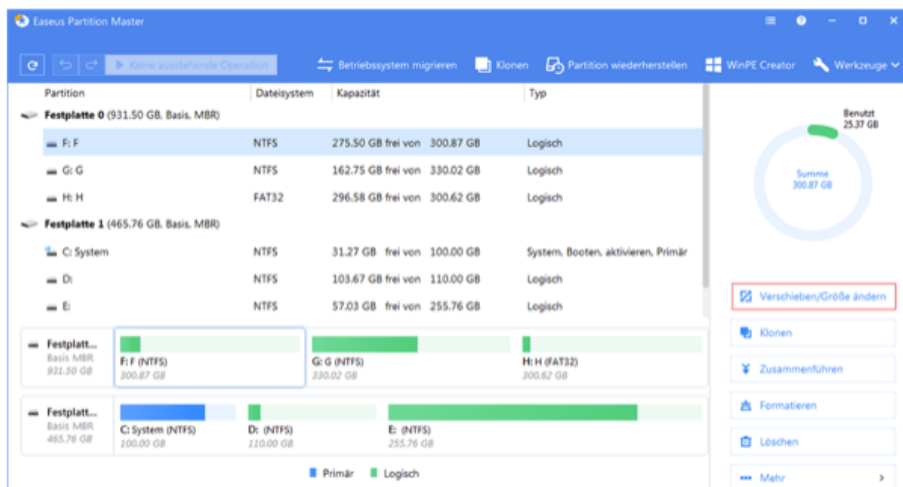 Easeus Partition Master
Keine ausstehende Operation
Betriebssystem migrieren
Klonen
Partition wiederherstellen
WinPE Creator
Werkzeuge
Partition Dateisystem Kapazität Typ
Festplatte 0 (931.50 GB, Basis, MBR)
F: F NTFS 275.50 GB frei von 300.87 GB Logisch
G: G NTFS 162.75 GB frei von 330.02 GB Logisch
H: H FAT32 296.58 GB frei von 300.62 GB Logisch
Festplatte 1 (465.76 GB, Basis, MBR)
C: System NTFS 31.27 GB frei von 100.00 GB System, Booten, aktivieren, Primär
D: NTFS 103.67 GB frei von 110.00 GB Logisch
E: NTFS 57.03 GB frei von 255.76 GB Logisch
Festplatt...
Basis MBR
931.50 GB
F: F (NTFS)
300.87 GB
G: G (NTFS)
330.02 GB
H: H (FAT32)
300.62 GB
Festplatt...
Basis MBR
465.76 GB
C: System (NTFS)
100.00 GB
D: (NTFS)
110.00 GB
E: (NTFS)
255.76 GB
Primär Logisch
Benutzt
25.37 GB
Summe
300.87 GB
Verschieben/Größe ändern
Klonen
Zusammenführen
Formatieren
Löschen
Mehr